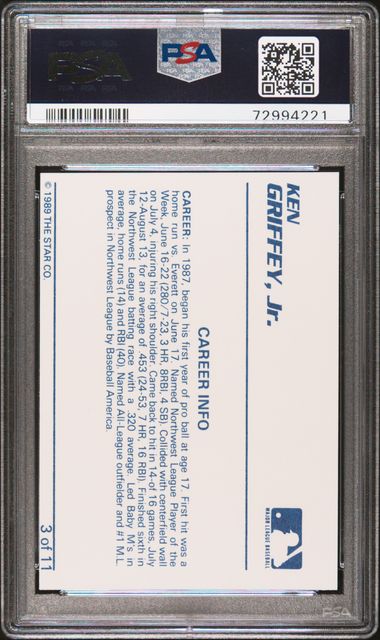 PSA
PSA
72994221
KEN
GRIFFEY, Jr.
MAJOR LEAGUE BASEBALL
CAREER INFO
CAREER: In 1987, began his first year of pro ball at age 17. First hit was a
home run vs. Everett on June 17. Named Northwest League Player of the
Week, June 16-22 (280/7-23, 3 HR, 8RBI, 4 SB). Collided with centerfield wall
on July 4, injuring his right shoulder. Came back to hit in 14-of 16 games, July
12-August 13, for an average of .453 (24-53, 7 HR, 16 RBI). Finished sixth in
the Northwest League batting race with a .320 average. Led Baby M's in
average, home runs (14) and RBI (40). Named All-League outfielder and #1 M.L.
prospect in Northwest League by Baseball America
© 1989 THE STAR CO.
3 of 11
PSA